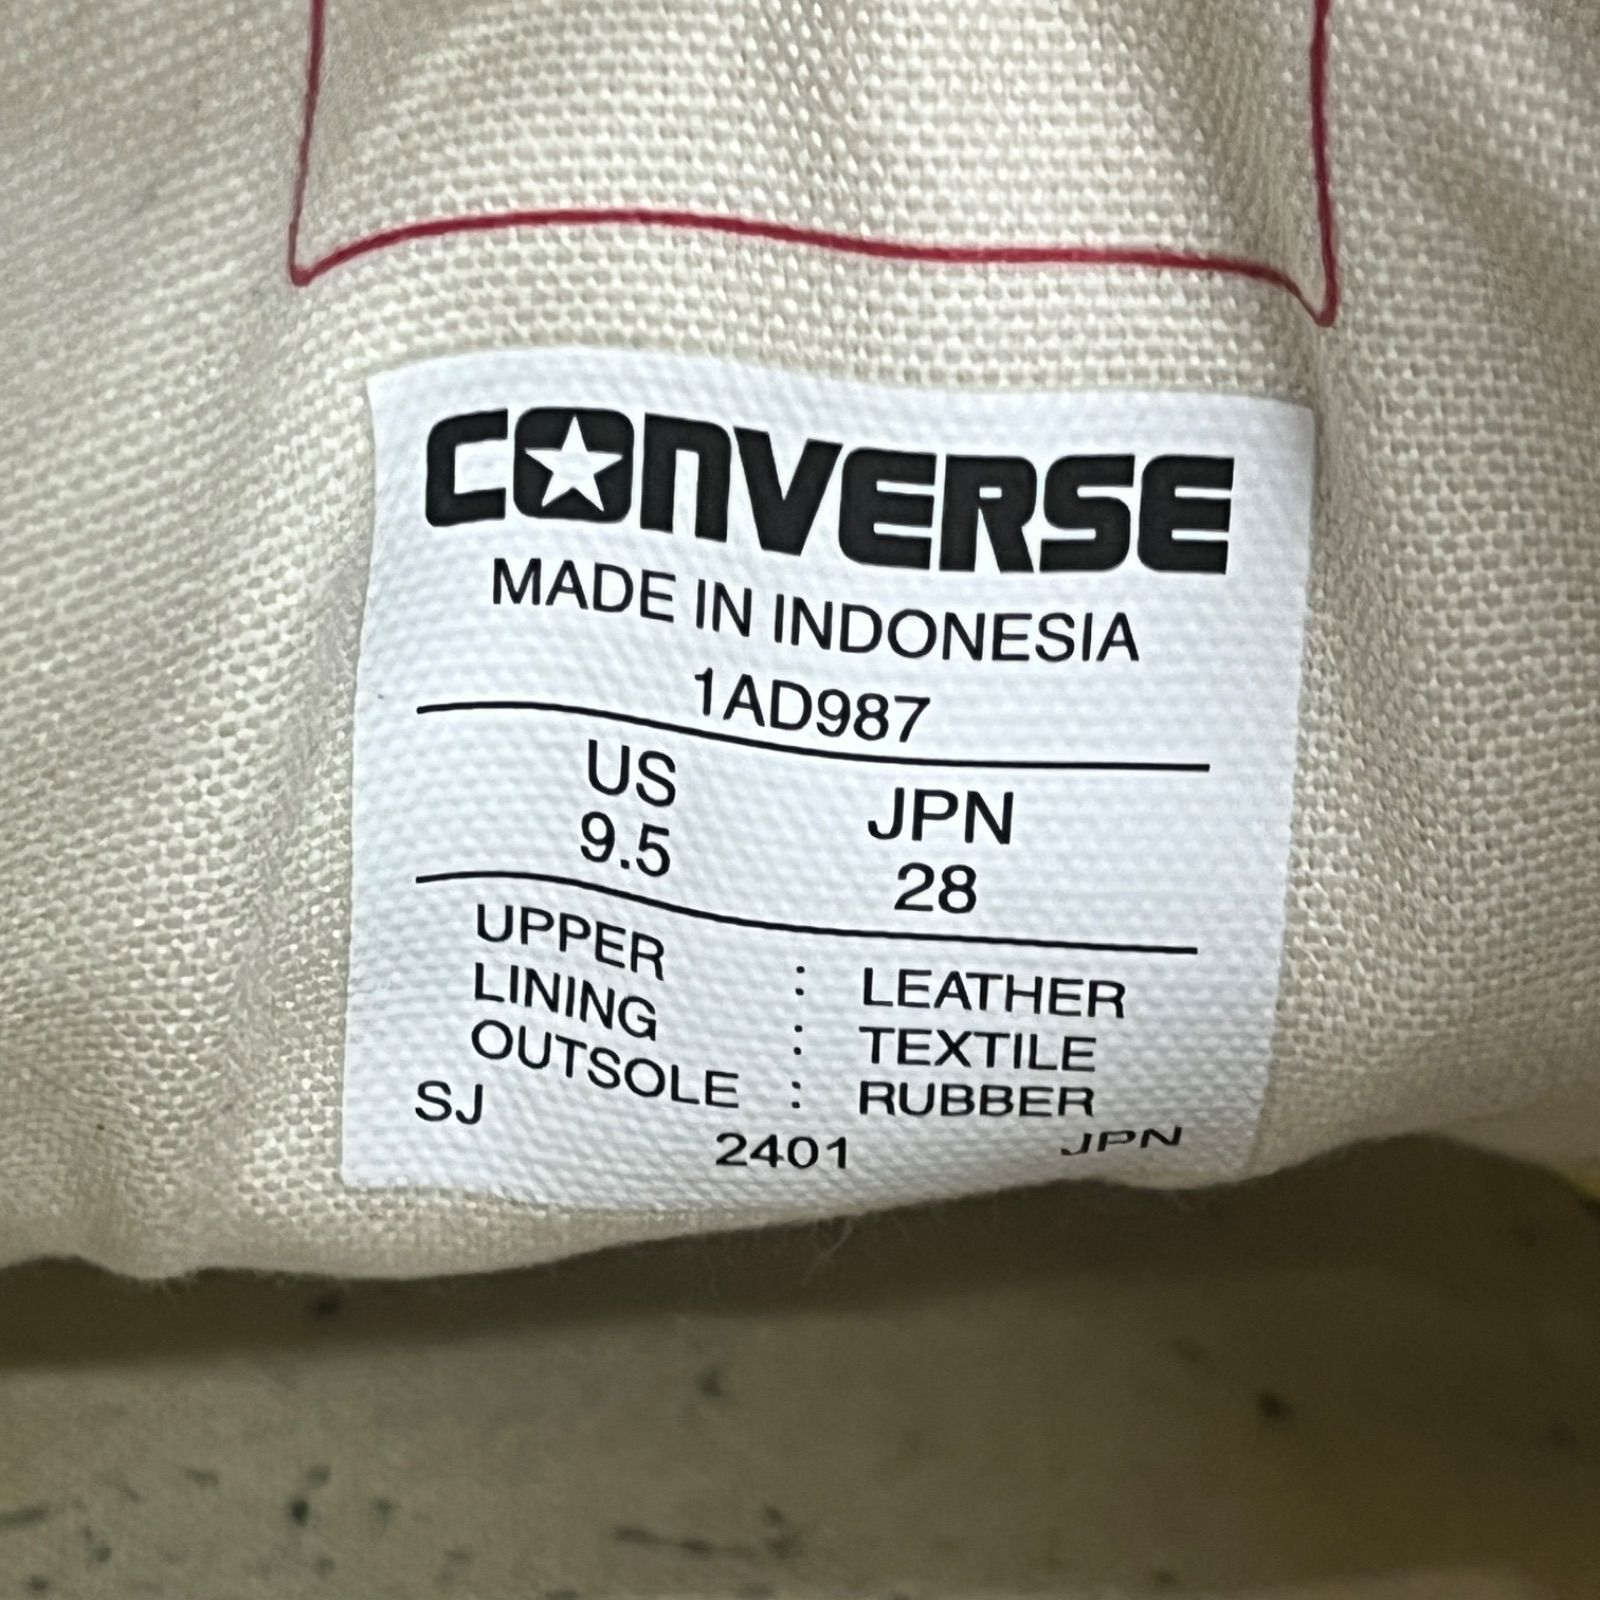 CONVERSE
MADE IN INDONESIA
1AD987
US JPN
9.5 28
UPPER : LEATHER
LINING : TEXTILE
OUTSOLE : RUBBER
SJ 2401 JPN